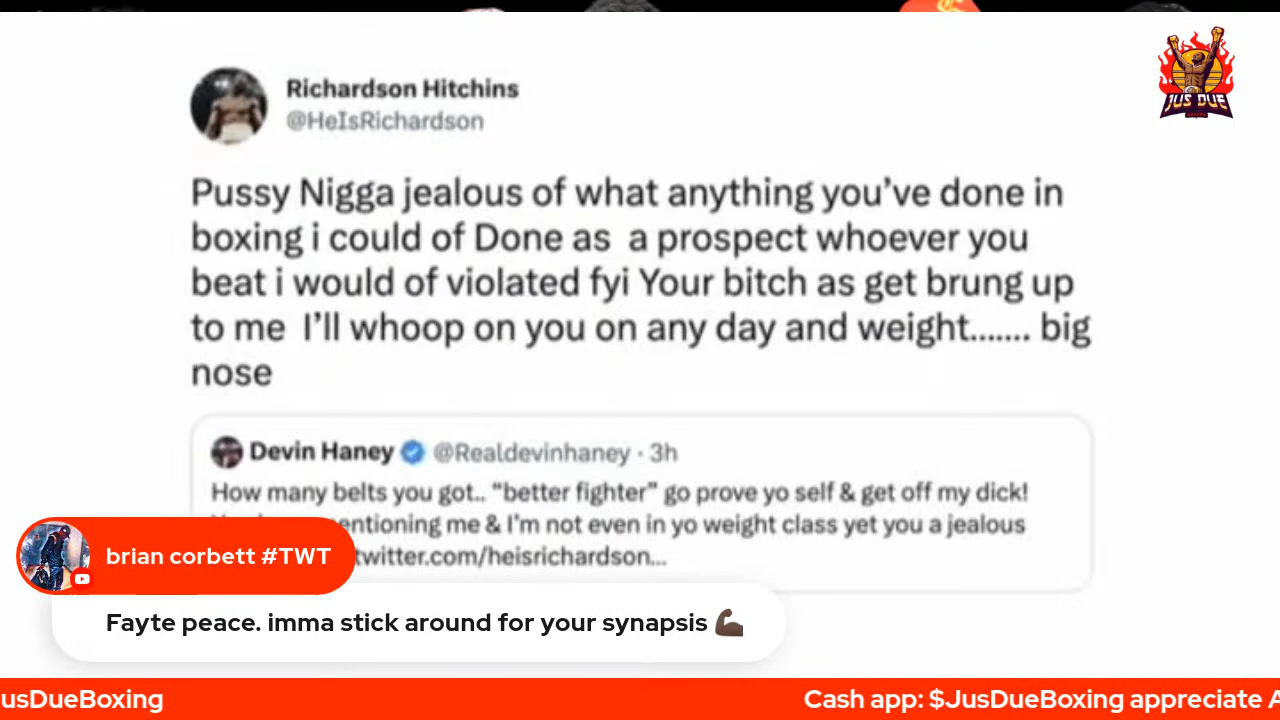 JUS DUE
Richardson Hitchins
@HeIsRichardson
Pussy Nigga jealous of what anything you've done in
boxing i could of Done as a prospect whoever you
beat i would of violated fyi Your bitch as get brung up
to me I'll whoop on you on any day and weight....... big
nose
Devin Haney @Realdevinhaney · 3h
How many belts you got.. "better fighter" go prove yo self & get off my dick!
& I'm not even in yo weight class yet you a jealous
twitter.com/heisrichardson...
brian corbett #TWT
Fayte peace. imma stick around for your synapsis 💪🏿
usDueBoxing
Cash app: $JusDueBoxing appreciate A